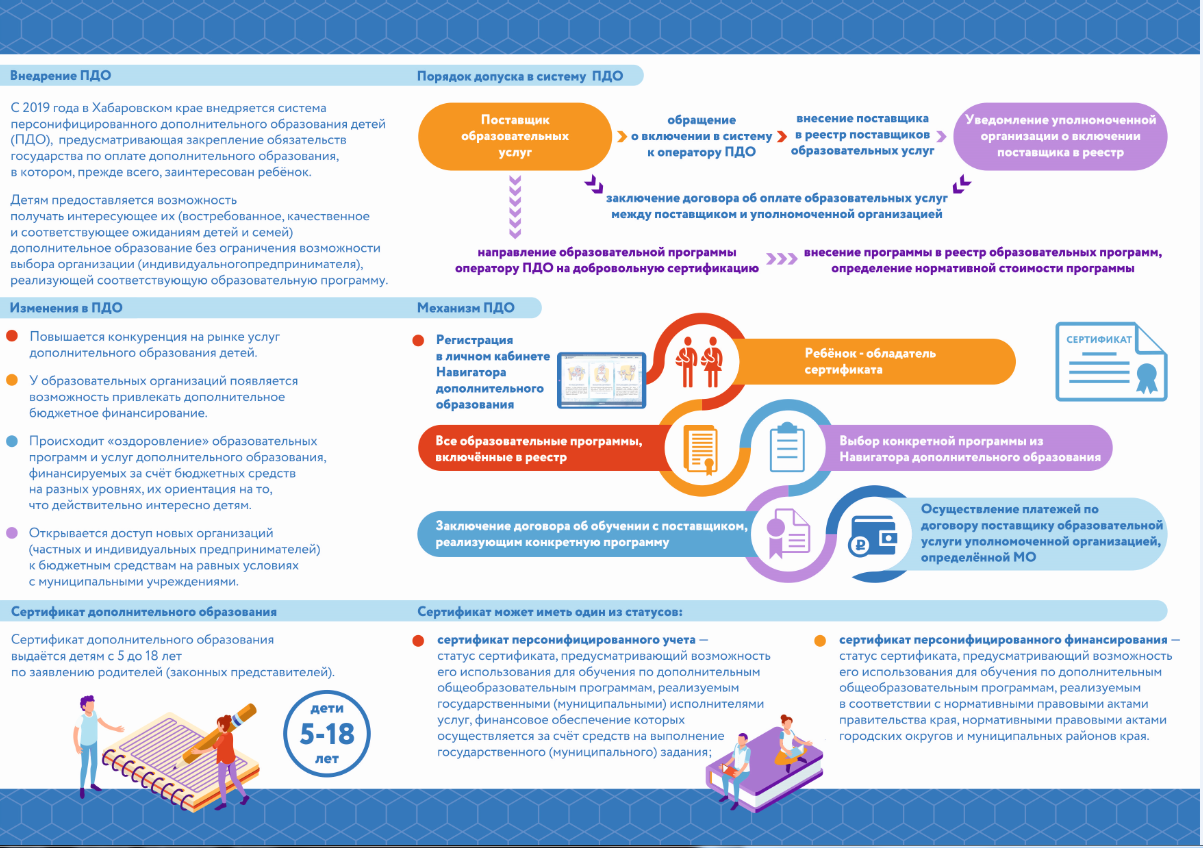 Внедрение ПДО
С 2019 года в Хабаровском крае внедряется система
персонифицированного дополнительного образования детей
(ПДО), предусматривающая закрепление обязательств
государства по оплате дополнительного образования,
в котором, прежде всего, заинтересован ребёнок.
Детям предоставляется возможность
получать интересующее их (востребованное, качественное
и соответствующее ожиданиям детей и семей)
дополнительное образование без ограничения возможности
выбора организации (индивидуальногопредпринимателя),
реализующей соответствующую образовательную программу.
Порядок допуска в систему ПДО
Поставщик
образовательных
услуг
обращение
о включении в систему
к оператору ПДО
внесение поставщика
в реестр поставщиков
образовательных услуг
Уведомление уполномоченной
организации о включении
поставщика в реестр
заключение договора об оплате образовательных услуг
между поставщиком и уполномоченной организацией
направление образовательной программы
оператору ПДО на добровольную сертификацию
внесение программы в реестр образовательных программ,
определение нормативной стоимости программы
Изменения в ПДО
Повышается конкуренция на рынке услуг
дополнительного образования детей.
У образовательных организаций появляется
возможность привлекать дополнительное
бюджетное финансирование.
Происходит «оздоровление» образовательных
программ и услуг дополнительного образования,
финансируемых за счёт бюджетных средств
на разных уровнях, их ориентация на то,
что действительно интересно детям.
Открывается доступ новых организаций
(частных и индивидуальных предпринимателей)
к бюджетным средствам на равных условиях
с муниципальными учреждениями.
Механизм ПДО
Регистрация
в личном кабинете
Навигатора
дополнительного
образования
Ребёнок - обладатель
сертификата
СЕРТИФИКАТ
Все образовательные программы,
включённые в реестр
Выбор конкретной программы из
Навигатора дополнительного образования
Заключение договора об обучении с поставщиком,
реализующим конкретную программу
₽
Осуществление платежей по
договору поставщику образовательной
услуги уполномоченной организацией,
определённой МО
Сертификат дополнительного образования
Сертификат дополнительного образования
выдаётся детям с 5 до 18 лет
по заявлению родителей (законных представителей).
дети
5-18
лет
Сертификат может иметь один из статусов:
сертификат персонифицированного учета —
статус сертификата, предусматривающий возможность
его использования для обучения по дополнительным
общеобразовательным программам, реализуемым
государственными (муниципальными) исполнителями
услуг, финансовое обеспечение которых
осуществляется за счёт средств на выполнение
государственного (муниципального) задания;
сертификат персонифицированного финансирования —
статус сертификата, предусматривающий возможность
его использования для обучения по дополнительным
общеобразовательным программам, реализуемым
в соответствии с нормативными правовыми актами
правительства края, нормативными правовыми актами
городских округов и муниципальных районов края.